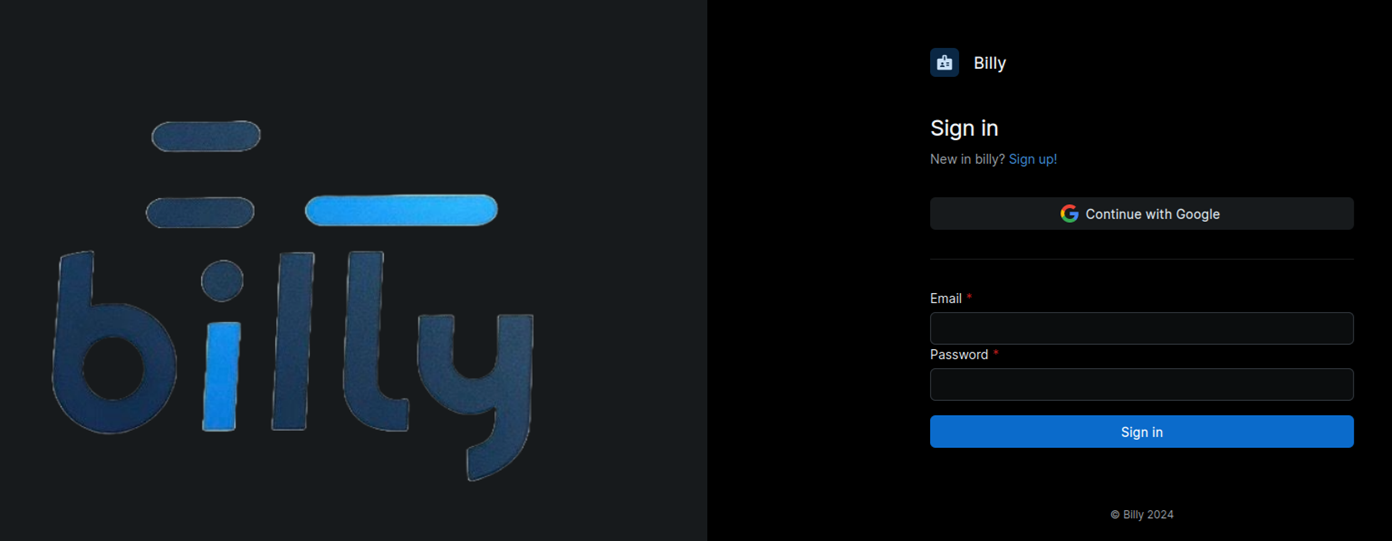 billy
Billy
Sign in
New in billy? Sign up!
Continue with Google
Email *
Password *
Sign in
© Billy 2024